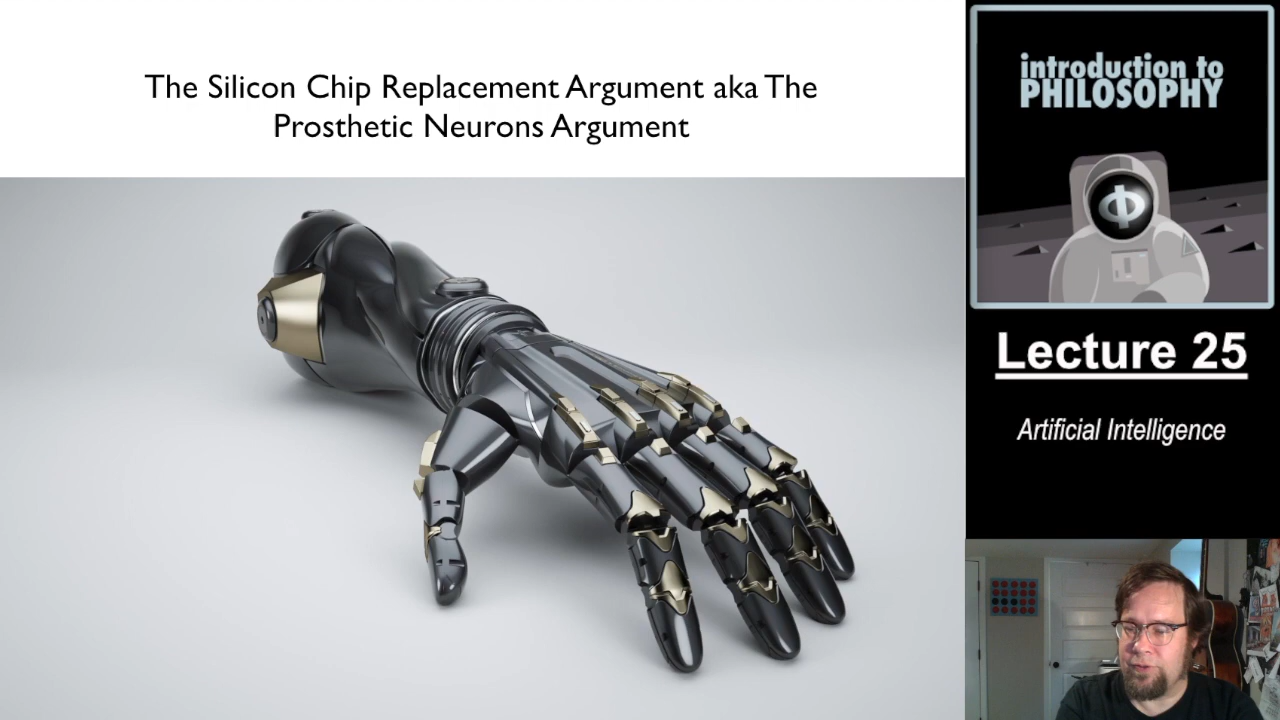 The Silicon Chip Replacement Argument aka The
Prosthetic Neurons Argument
introduction to
PHILOSOPHY
Φ
Lecture 25
Artificial Intelligence